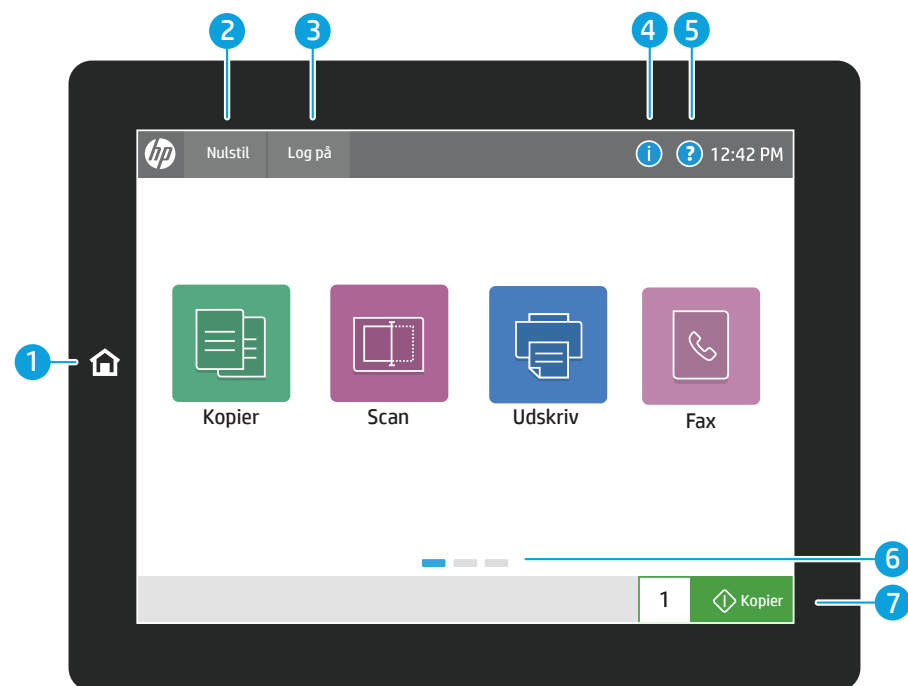 2 3 4 5
hp Nulstil Log på i ? 12:42 PM
1
Kopier Scan Udskriv Fax
6
1 Kopier 7